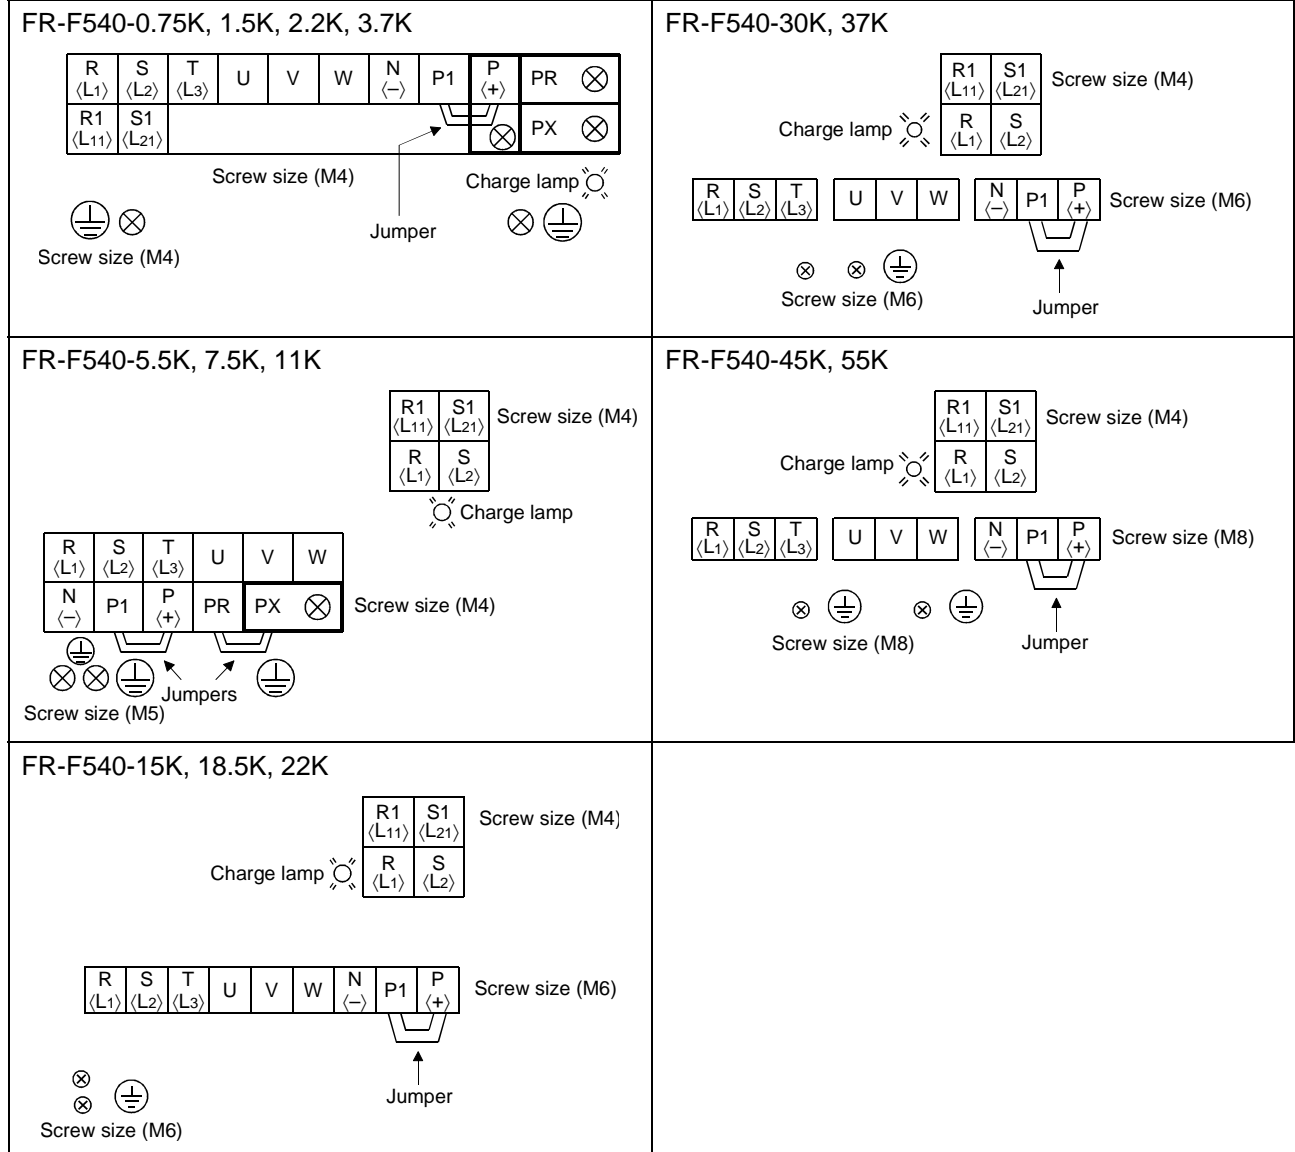 FR-F540-0.75K, 1.5K, 2.2K, 3.7K
R S T U V W N P1 P PR
⟨L1⟩ ⟨L2⟩ ⟨L3⟩ ⟨−⟩ ⟨+⟩
R1 S1 PX
⟨L11⟩ ⟨L21⟩
Screw size (M4)
Charge lamp
Jumper
Screw size (M4)
FR-F540-30K, 37K
R1 S1
⟨L11⟩ ⟨L21⟩
Screw size (M4)
Charge lamp
R S
⟨L1⟩ ⟨L2⟩
R S T U V W N P1 P
⟨L1⟩ ⟨L2⟩ ⟨L3⟩ ⟨−⟩ ⟨+⟩
Screw size (M6)
Screw size (M6)
Jumper
FR-F540-5.5K, 7.5K, 11K
R1 S1
⟨L11⟩ ⟨L21⟩
Screw size (M4)
R S
⟨L1⟩ ⟨L2⟩
Charge lamp
R S T U V W
⟨L1⟩ ⟨L2⟩ ⟨L3⟩
N P1 P PR PX
⟨−⟩ ⟨+⟩
Screw size (M4)
Jumpers
Screw size (M5)
FR-F540-45K, 55K
R1 S1
⟨L11⟩ ⟨L21⟩
Screw size (M4)
Charge lamp
R S
⟨L1⟩ ⟨L2⟩
R S T U V W N P1 P
⟨L1⟩ ⟨L2⟩ ⟨L3⟩ ⟨−⟩ ⟨+⟩
Screw size (M8)
Screw size (M8)
Jumper
FR-F540-15K, 18.5K, 22K
R1 S1
⟨L11⟩ ⟨L21⟩
Screw size (M4)
Charge lamp
R S
⟨L1⟩ ⟨L2⟩
R S T U V W N P1 P
⟨L1⟩ ⟨L2⟩ ⟨L3⟩ ⟨−⟩ ⟨+⟩
Screw size (M6)
Jumper
Screw size (M6)